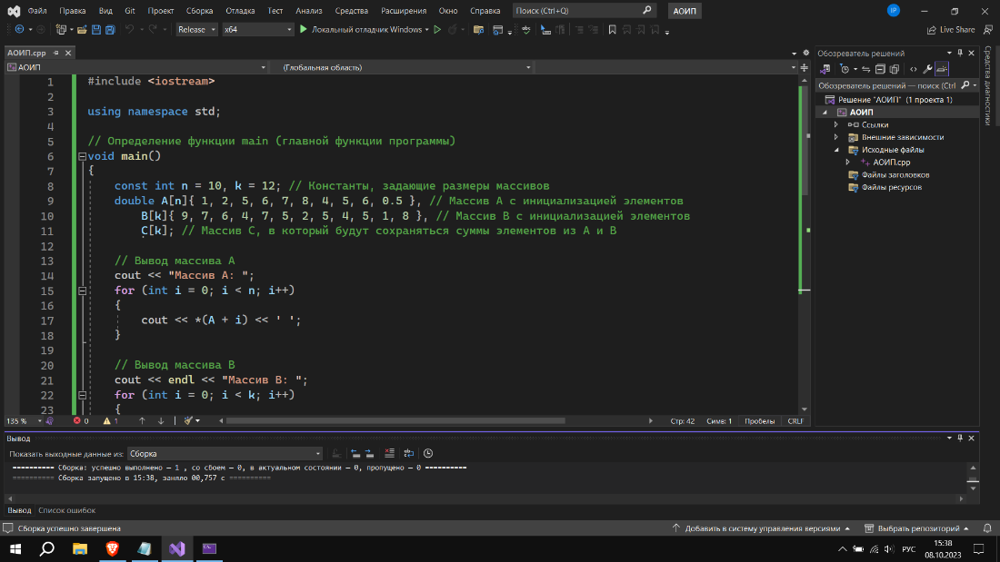 Файл Правка Вид Git Проект Сборка Отладка Тест Анализ Средства Расширения Окно Справка Поиск (Ctrl+Q) АОИП IP
Release x64 Локальный отладчик Windows Live Share
АОИП.cpp
АОИП (Глобальная область)
1 #include <iostream>
2
3 using namespace std;
4
5 // Определение функции main (главной функции программы)
6 void main()
7 {
8 const int n = 10, k = 12; // Константы, задающие размеры массивов
9 double A[n]{ 1, 2, 5, 6, 7, 8, 4, 5, 6, 0.5 }, // Массив A с инициализацией элементов
10 B[k]{ 9, 7, 6, 4, 7, 5, 2, 5, 4, 5, 1, 8 }, // Массив B с инициализацией элементов
11 C[k]; // Массив C, в который будут сохраняться суммы элементов из A и B
12
13 // Вывод массива A
14 cout << "Массив A: ";
15 for (int i = 0; i < n; i++)
16 {
17 cout << *(A + i) << ' ';
18 }
19
20 // Вывод массива B
21 cout << endl << "Массив B: ";
22 for (int i = 0; i < k; i++)
23 {
135 % 0 1 Стр: 42 Симв: 1 Пробелы CRLF
Обозреватель решений
Обозреватель решений — поиск (Ctrl
Решение "АОИП" (1 проекта 1)
АОИП
Ссылки
Внешние зависимости
Исходные файлы
АОИП.cpp
Файлы заголовков
Файлы ресурсов
Средства диагностики
Вывод
Показать выходные данные из: Сборка
========== Сборка: успешно выполнено — 1 , со сбоем — 0, в актуальном состоянии — 0, пропущено — 0 ==========
========== Сборка запущено в 15:38, заняло 00,757 с ==========
Вывод Список ошибок
Сборка успешно завершена Добавить в систему управления версиями Выбрать репозиторий
РУС 15:38
08.10.2023